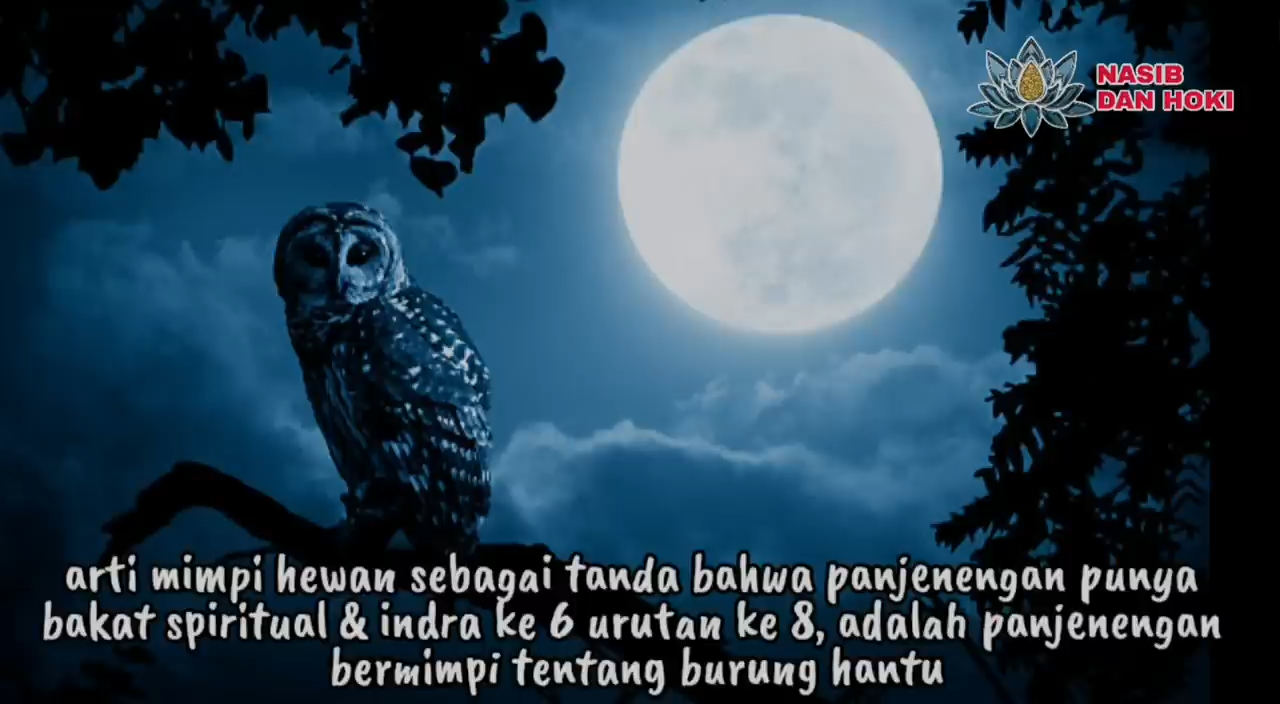 NASIB
DAN HOKI
arti mimpi hewan sebagai tanda bahwa panjenengan punya
bakat spiritual & indra ke 6 urutan ke 8, adalah panjenengan
bermimpi tentang burung hantu